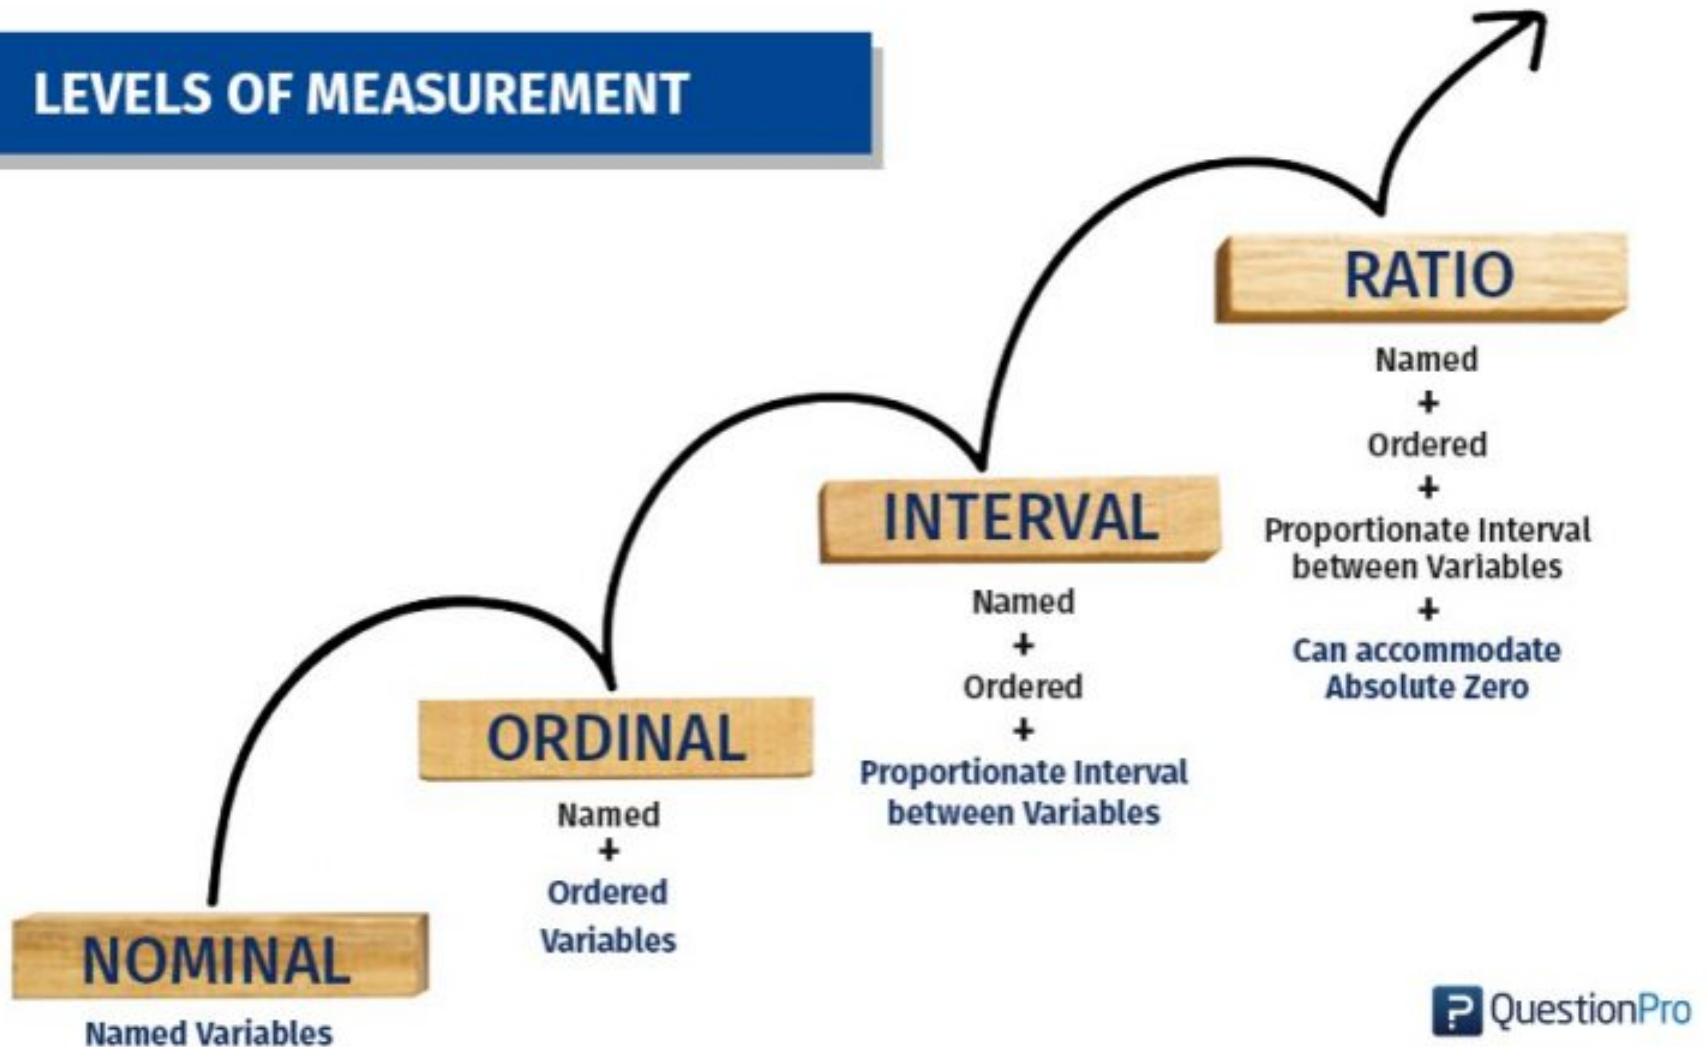 LEVELS OF MEASUREMENT
NOMINAL
Named Variables
ORDINAL
Named
+
Ordered
Variables
INTERVAL
Named
+
Ordered
+
Proportionate Interval
between Variables
RATIO
Named
+
Ordered
+
Proportionate Interval
between Variables
+
Can accommodate
Absolute Zero
QuestionPro